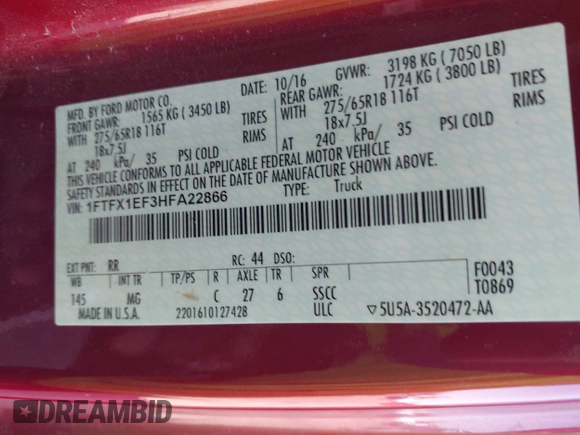 MFD. BY FORD MOTOR CO.
DATE: 10/16
GVWR: 3198 KG ( 7050 LB)
FRONT GAWR: 1565 KG ( 3450 LB)
REAR GAWR: 1724 KG ( 3800 LB)
WITH 275/65R18 116T TIRES
WITH 275/65R18 116T TIRES
18x7.5J RIMS
18x7.5J RIMS
AT 240 kPa/ 35 PSI COLD
AT 240 kPa/ 35 PSI COLD
THIS VEHICLE CONFORMS TO ALL APPLICABLE FEDERAL MOTOR VEHICLE
SAFETY STANDARDS IN EFFECT ON THE DATE OF MANUFACTURE SHOWN ABOVE.
VIN: 1FTFX1EF3HFA22866
TYPE: Truck
EXT PNT: RR RC: 44 DSO: F0043
WB INT TR TP/PS R AXLE TR SPR T0869
145 MG C 27 6 SSCC
MADE IN U.S.A. 2201610127428 ULC ▽5U5A-3520472-AA
DREAMBID